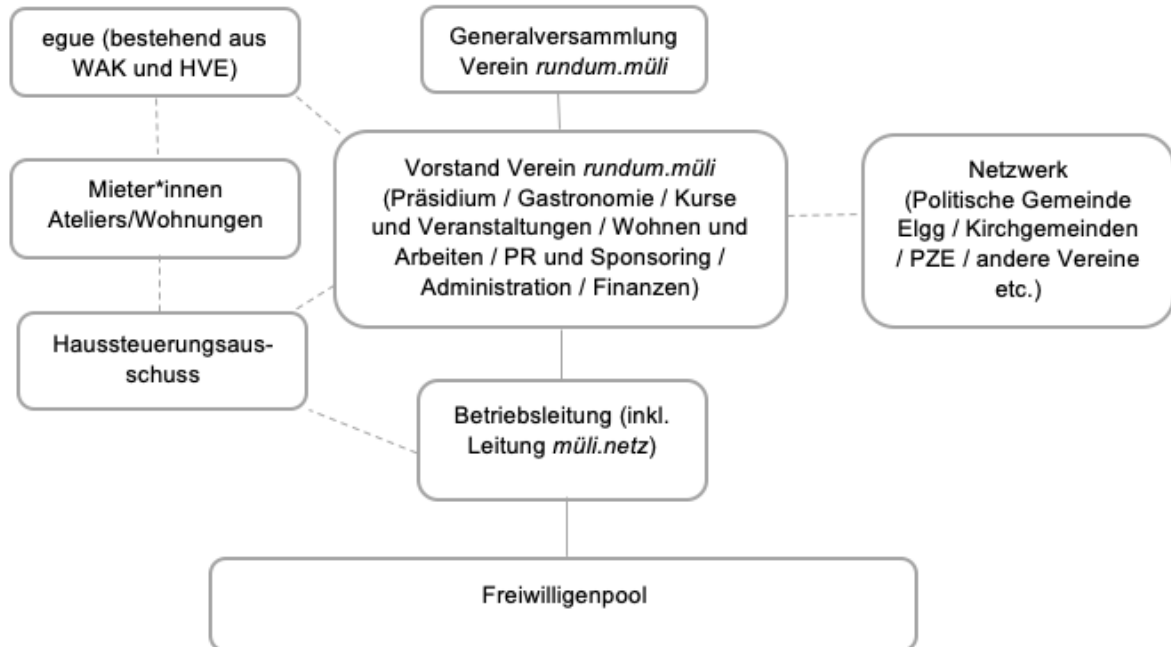 egue (bestehend aus
WAK und HVE)
Generalversammlung
Verein rundum.müli
Vorstand Verein rundum.müli
(Präsidium / Gastronomie / Kurse
und Veranstaltungen / Wohnen und
Arbeiten / PR und Sponsoring /
Administration / Finanzen)
Netzwerk
(Politische Gemeinde
Elgg / Kirchgemeinden
/ PZE / andere Vereine
etc.)
Mieter*innen
Ateliers/Wohnungen
Haussteuerungsaus-
schuss
Betriebsleitung (inkl.
Leitung müli.netz)
Freiwilligenpool